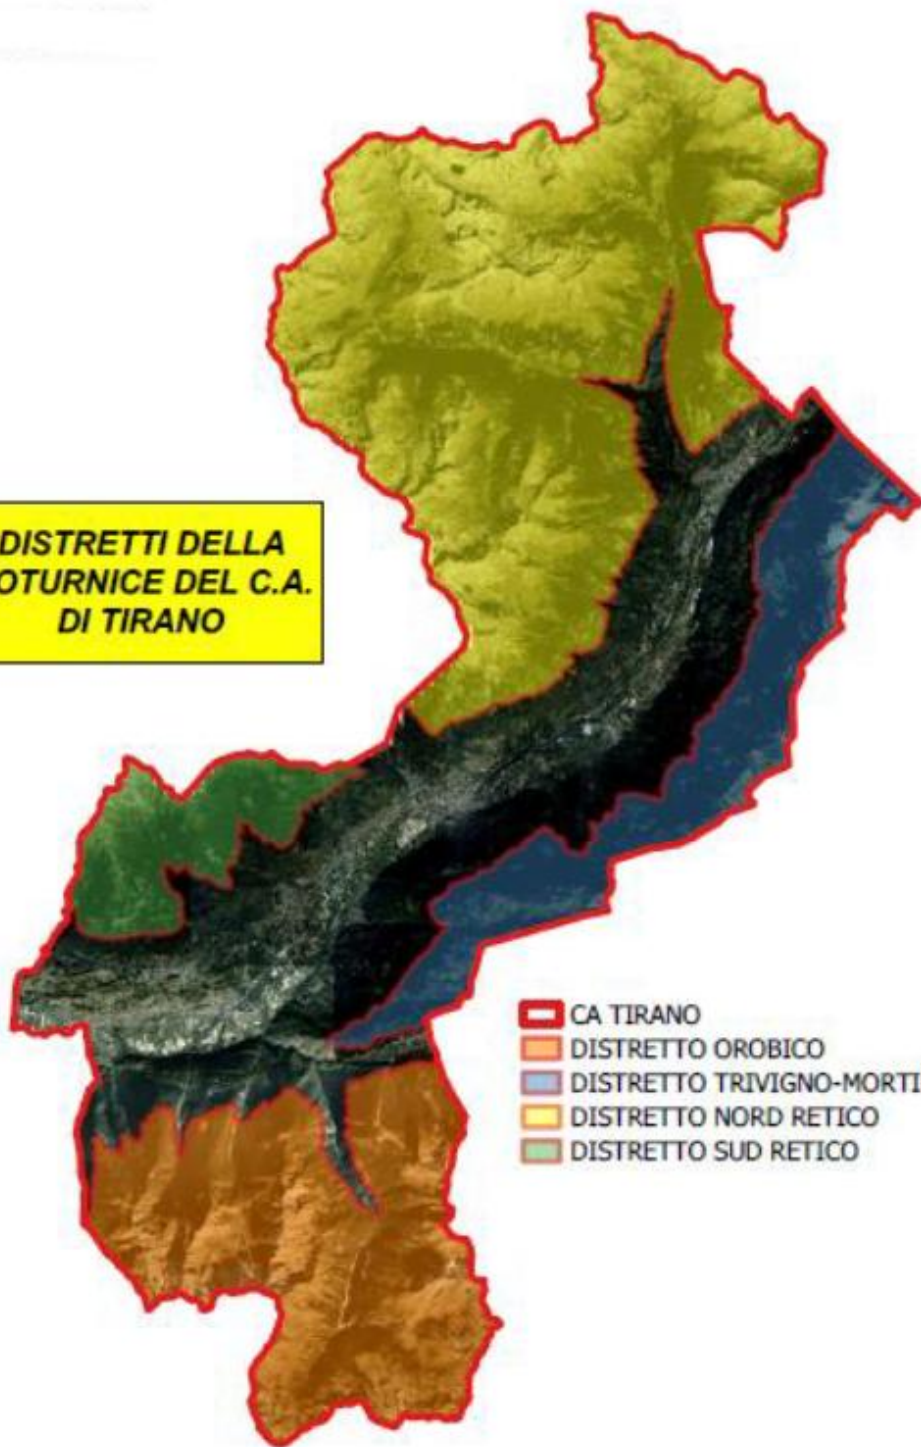 DISTRETTI DELLA
OTURNICE DEL C.A.
DI TIRANO
CA TIRANO
DISTRETTO OROBICO
DISTRETTO TRIVIGNO-MORTI
DISTRETTO NORD RETICO
DISTRETTO SUD RETICO